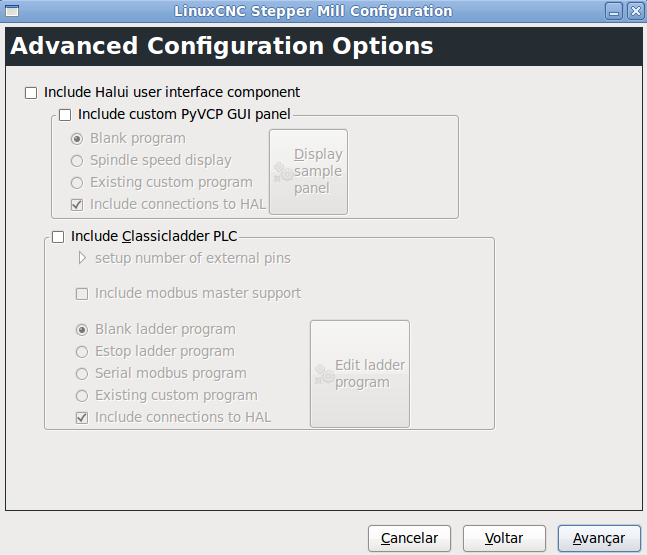 LinuxCNC Stepper Mill Configuration
Advanced Configuration Options
Include Halui user interface component
Include custom PyVCP GUI panel
Blank program
Spindle speed display
Existing custom program
Include connections to HAL
Display
sample
panel
Include Classicladder PLC
setup number of external pins
Include modbus master support
Blank ladder program
Estop ladder program
Serial modbus program
Existing custom program
Include connections to HAL
Edit ladder
program
Cancelar
Voltar
Avançar